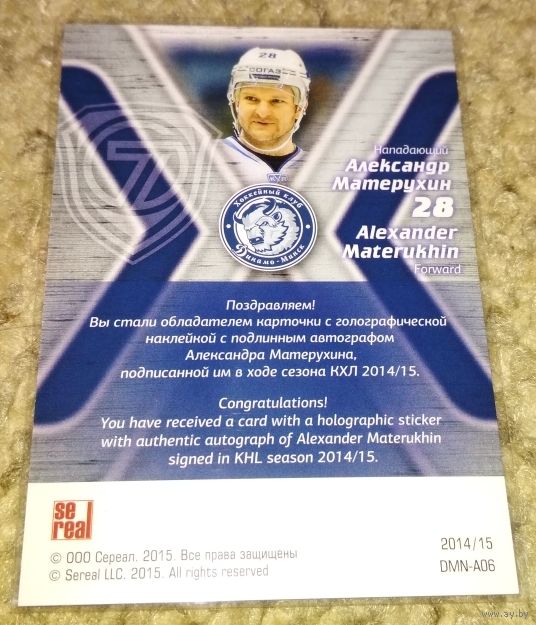 28
СОГАЗ
Нападающий
Александр
Матерухин
28
Alexander
Materukhin
Forward
Хоккейный клуб
Динамо-Минск
Поздравляем!
Вы стали обладателем карточки с голографической
наклейкой с подлинным автографом
Александра Матерухина,
подписанной им в ходе сезона КХЛ 2014/15.
Congratulations!
You have received a card with a holographic sticker
with authentic autograph of Alexander Materukhin
signed in KHL season 2014/15.
se
real
© ООО Сереал. 2015. Все права защищены
© Sereal LLC. 2015. All rights reserved
2014/15
DMN-A06
www.ay.by